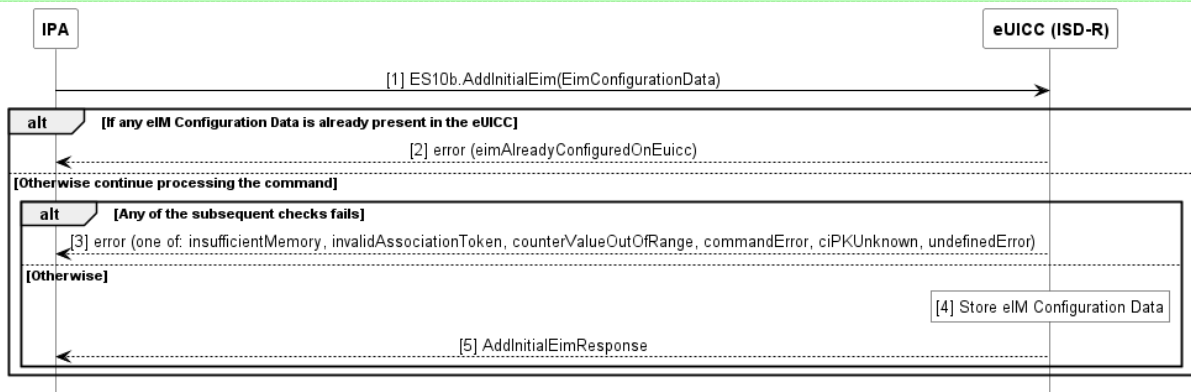 IPA
eUICC (ISD-R)
[1] ES10b.AddInitialEim(EimConfigurationData)
alt
[If any eIM Configuration Data is already present in the eUICC]
[2] error (eimAlreadyConfiguredOnEuicc)
[Otherwise continue processing the command]
alt
[Any of the subsequent checks fails]
[3] error (one of: insufficientMemory, invalidAssociationToken, counterValueOutOfRange, commandError, ciPKUnknown, undefinedError)
[Otherwise]
[4] Store eIM Configuration Data
[5] AddInitialEimResponse